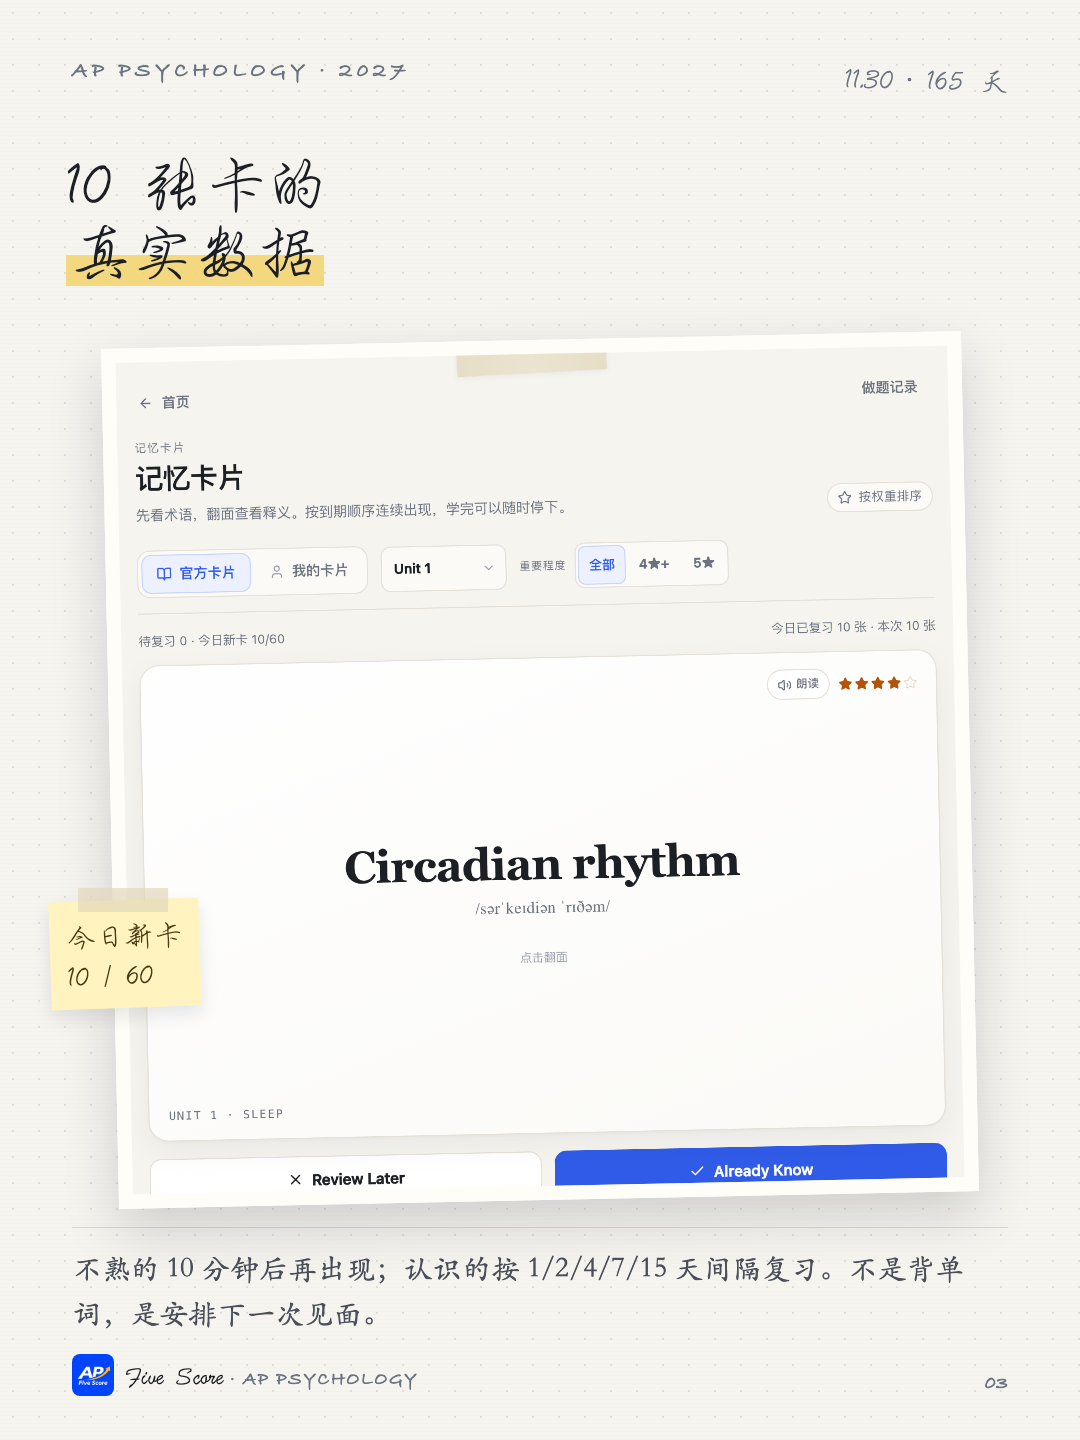 AP PSYCHOLOGY · 2027
11.30 · 165 天
10 张卡的
真实数据
← 首页
做题记录
记忆卡片
记忆卡片
先看术语，翻面查看释义。按到期顺序连续出现，学完可以随时停下。
按权重排序
官方卡片 我的卡片 Unit 1 重要程度 全部 4★+ 5★
待复习 0 · 今日新卡 10/60
今日已复习 10 张 · 本次 10 张
朗读 ★★★★☆
Circadian rhythm
/sərˈkeɪdiən ˈrɪðəm/
点击翻面
今日新卡
10 / 60
UNIT 1 · SLEEP
× Review Later
✓ Already Know
不熟的 10 分钟后再出现；认识的按 1/2/4/7/15 天间隔复习。不是背单
词，是安排下一次见面。
AP Five Score
Five Score · AP PSYCHOLOGY
03